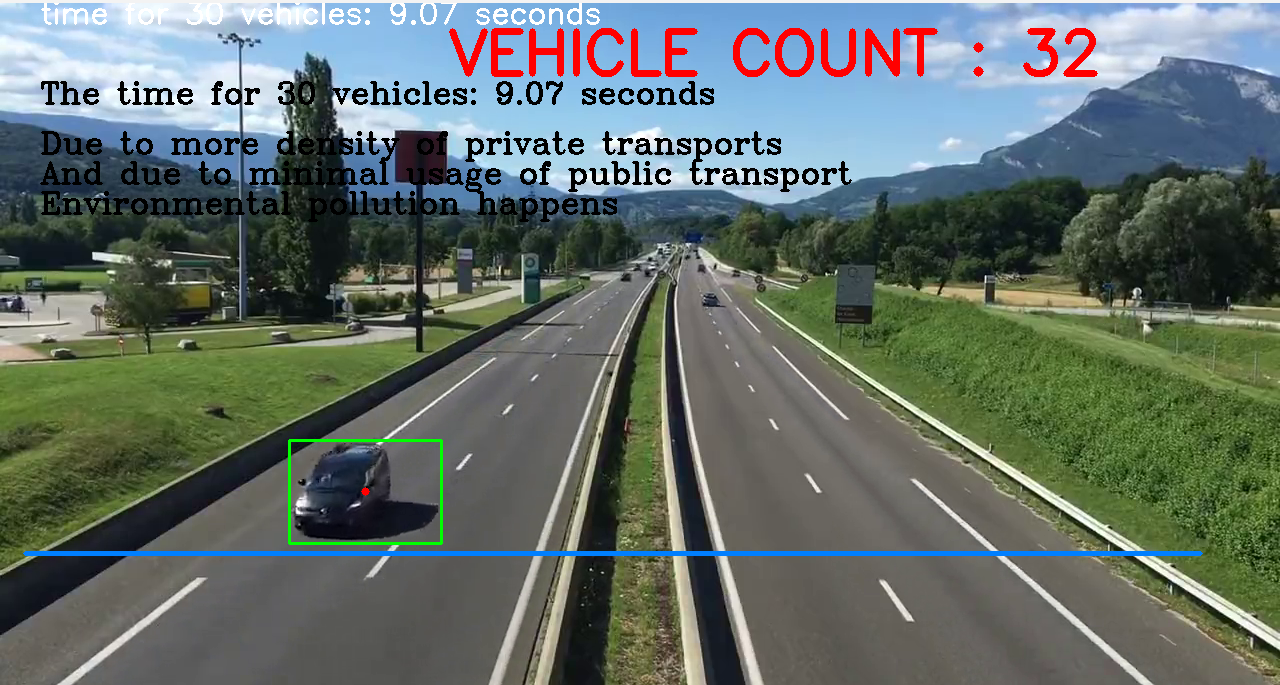 time for 30 vehicles: 9.07 seconds
VEHICLE COUNT : 32
The time for 30 vehicles: 9.07 seconds
Due to more density of private transports
And due to minimal usage of public transport
Environmental pollution happens